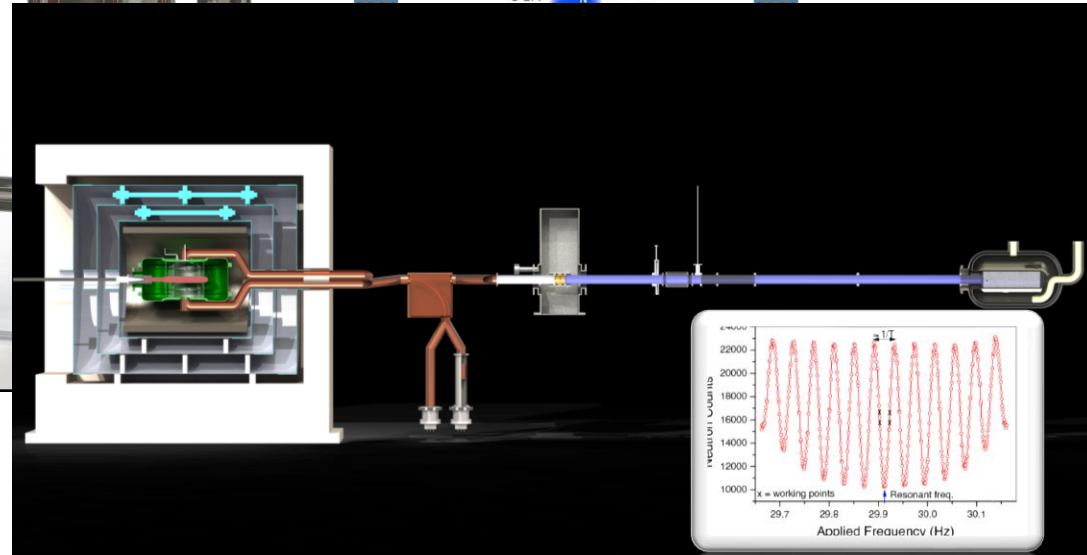 24000
22000
20000
18000
16000
14000
12000
10000
Neutron Counts
≈ 1/T
x x
x x
x = working points
Resonant freq.
29.7 29.8 29.9 30.0 30.1
Applied Frequency (Hz)